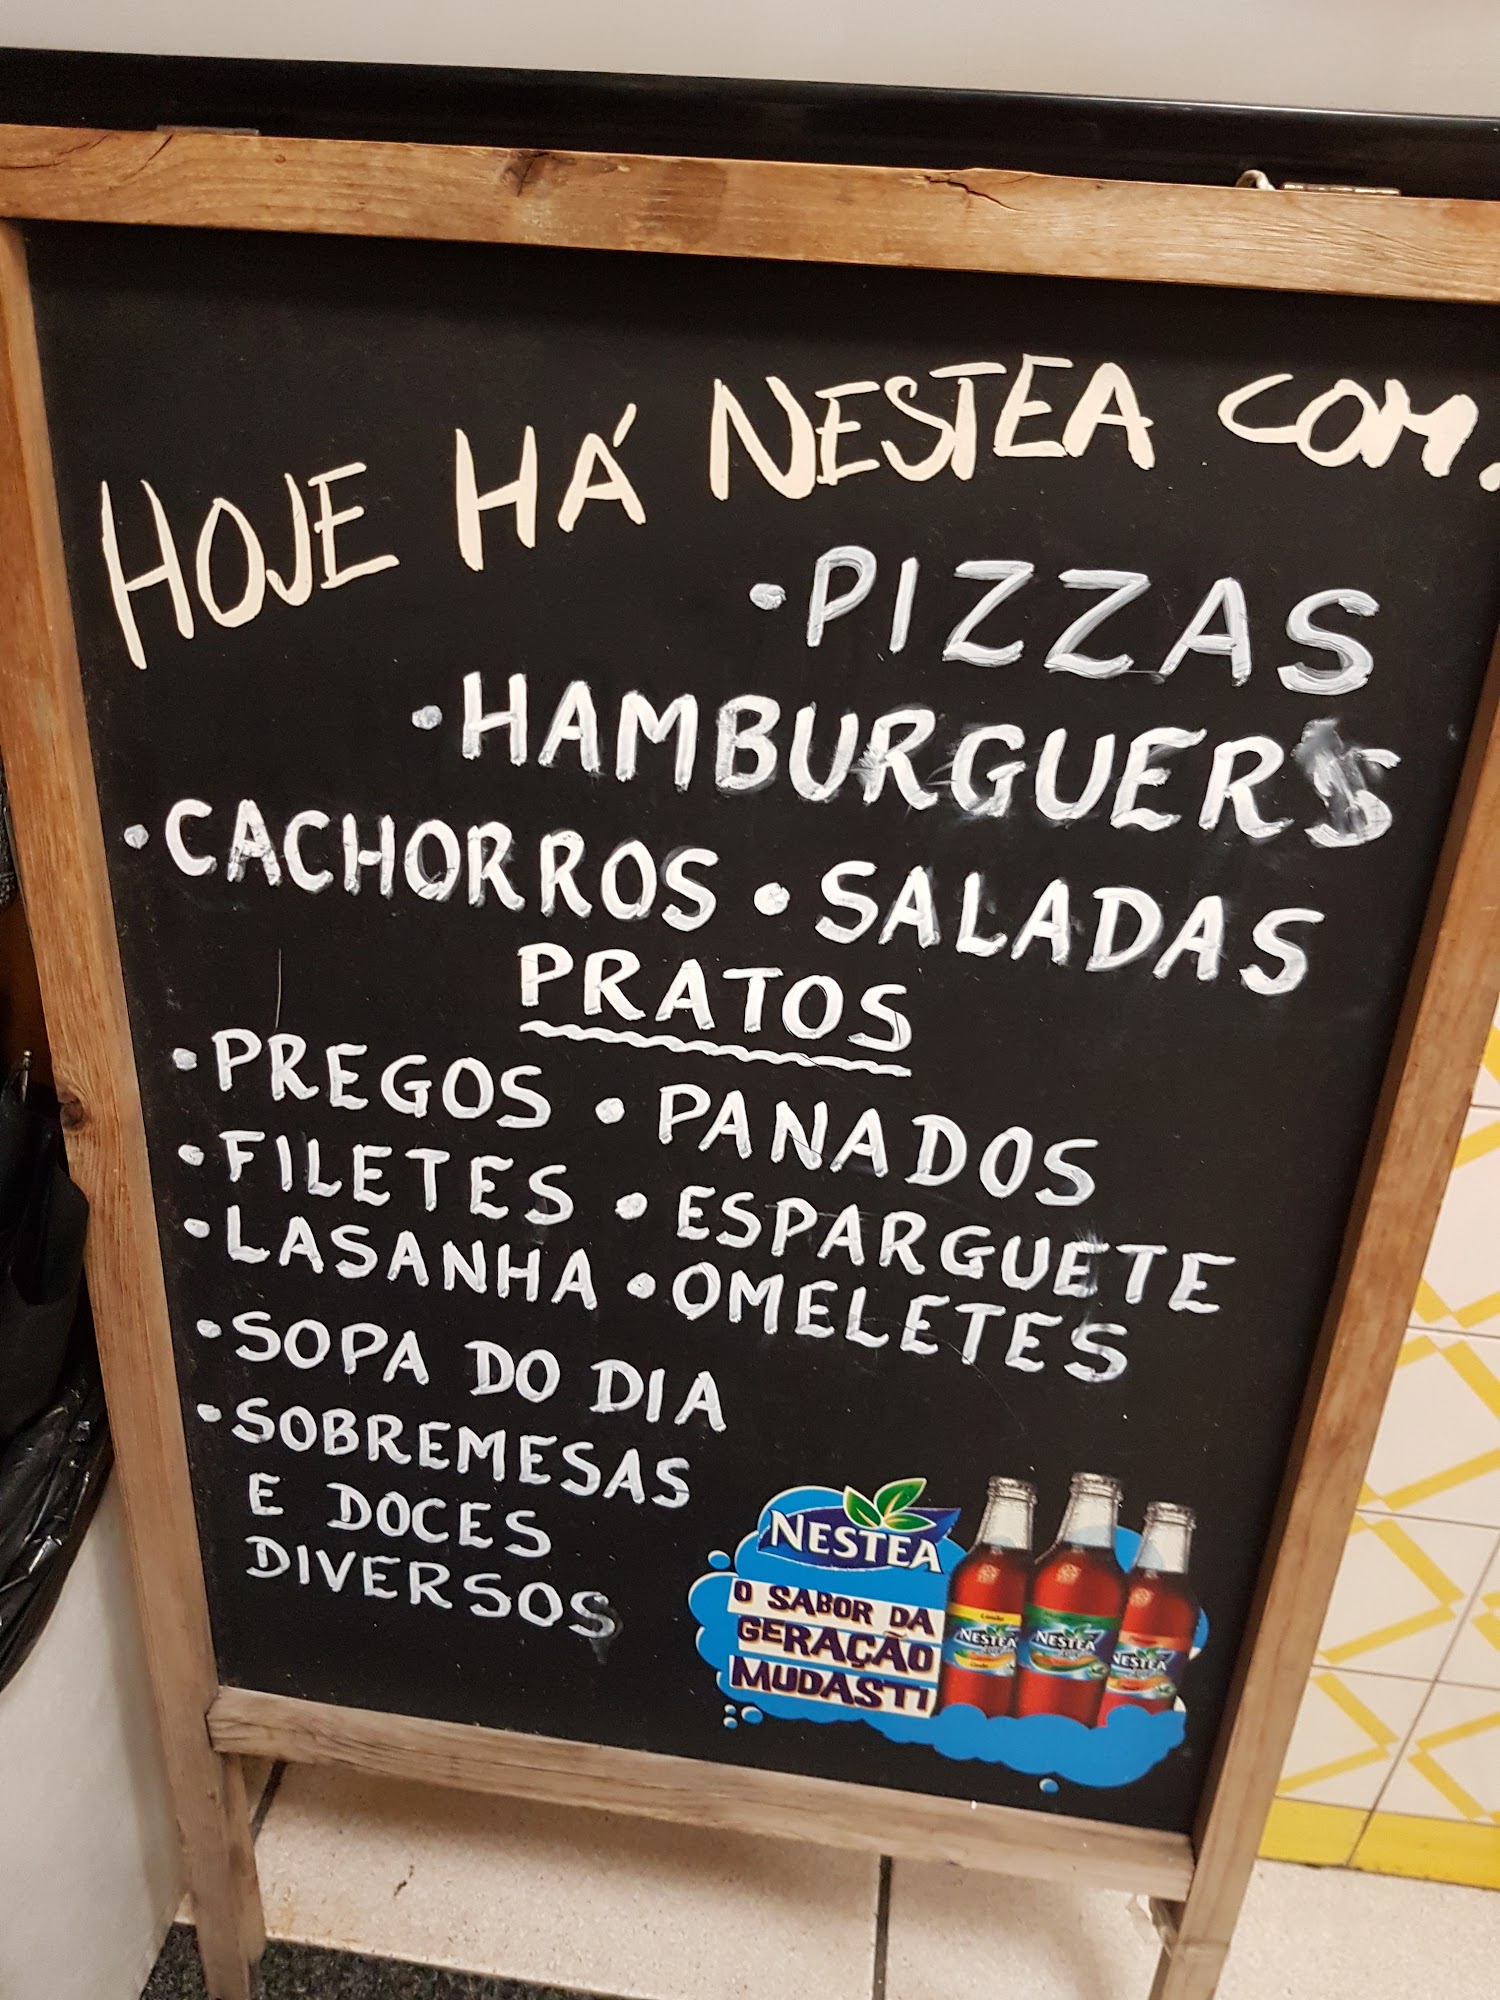 HOJE HÁ NESTEA COM.
• PIZZAS
• HAMBURGUERS
• CACHORROS • SALADAS
PRATOS
• PREGOS • PANADOS
• FILETES • ESPARGUETE
• LASANHA • OMELETES
• SOPA DO DIA
• SOBREMESAS
E DOCES
DIVERSOS
NESTEA
O SABOR DA
GERAÇÃO
MUDASTI
Limão
NESTEA NESTEA NESTEA